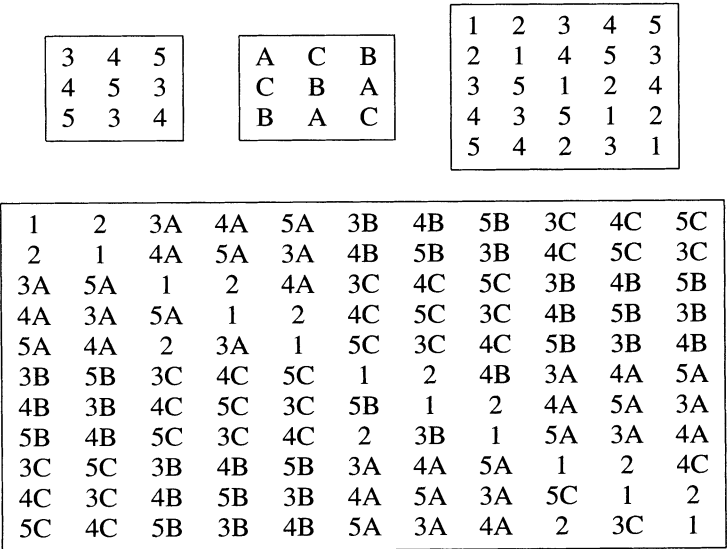 3 4 5
4 5 3
5 3 4
A C B
C B A
B A C
1 2 3 4 5
2 1 4 5 3
3 5 1 2 4
4 3 5 1 2
5 4 2 3 1
1 2 3A 4A 5A 3B 4B 5B 3C 4C 5C
2 1 4A 5A 3A 4B 5B 3B 4C 5C 3C
3A 5A 1 2 4A 3C 4C 5C 3B 4B 5B
4A 3A 5A 1 2 4C 5C 3C 4B 5B 3B
5A 4A 2 3A 1 5C 3C 4C 5B 3B 4B
3B 5B 3C 4C 5C 1 2 4B 3A 4A 5A
4B 3B 4C 5C 3C 5B 1 2 4A 5A 3A
5B 4B 5C 3C 4C 2 3B 1 5A 3A 4A
3C 5C 3B 4B 5B 3A 4A 5A 1 2 4C
4C 3C 4B 5B 3B 4A 5A 3A 5C 1 2
5C 4C 5B 3B 4B 5A 3A 4A 2 3C 1